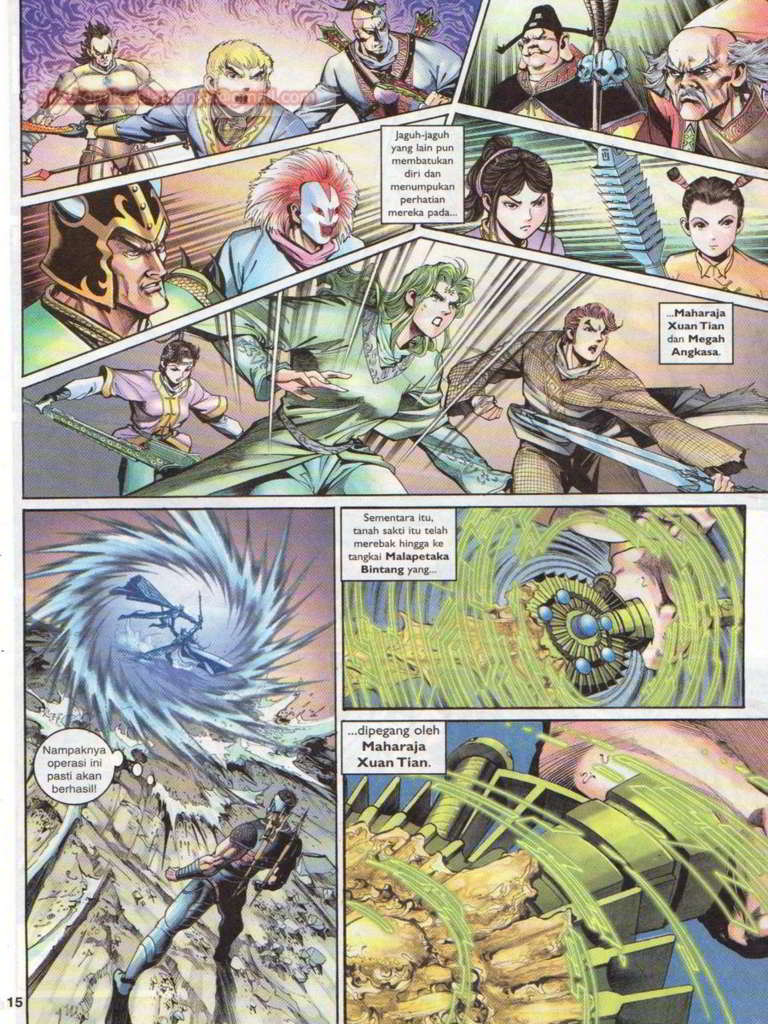 Jaguh-jaguh
yang lain pun
membatukan
diri dan
menumpukan
perhatian
mereka pada...
...Maharaja
Xuan Tian
dan Megah
Angkasa.
Sementara itu,
tanah sakti itu telah
merebak hingga ke
tangkai Malapetaka
Bintang yang...
Nampaknya
operasi ini
pasti akan
berhasil!
...dipegang oleh
Maharaja
Xuan Tian.
15